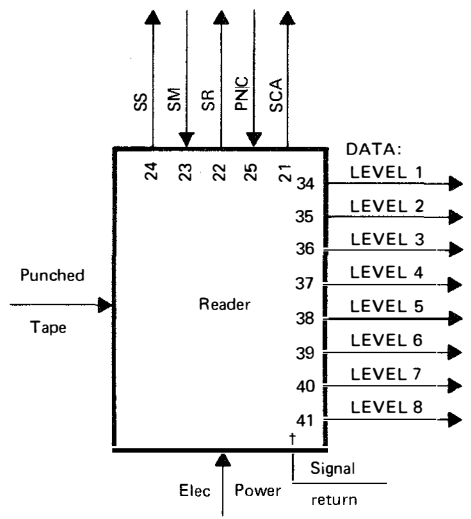 SS SM SR PNC SCA
24 23 22 25 21
DATA:
34 LEVEL 1
35 LEVEL 2
36 LEVEL 3
37 LEVEL 4
38 LEVEL 5
39 LEVEL 6
40 LEVEL 7
41 LEVEL 8
Punched
Tape
Reader
†
Signal
return
Elec Power